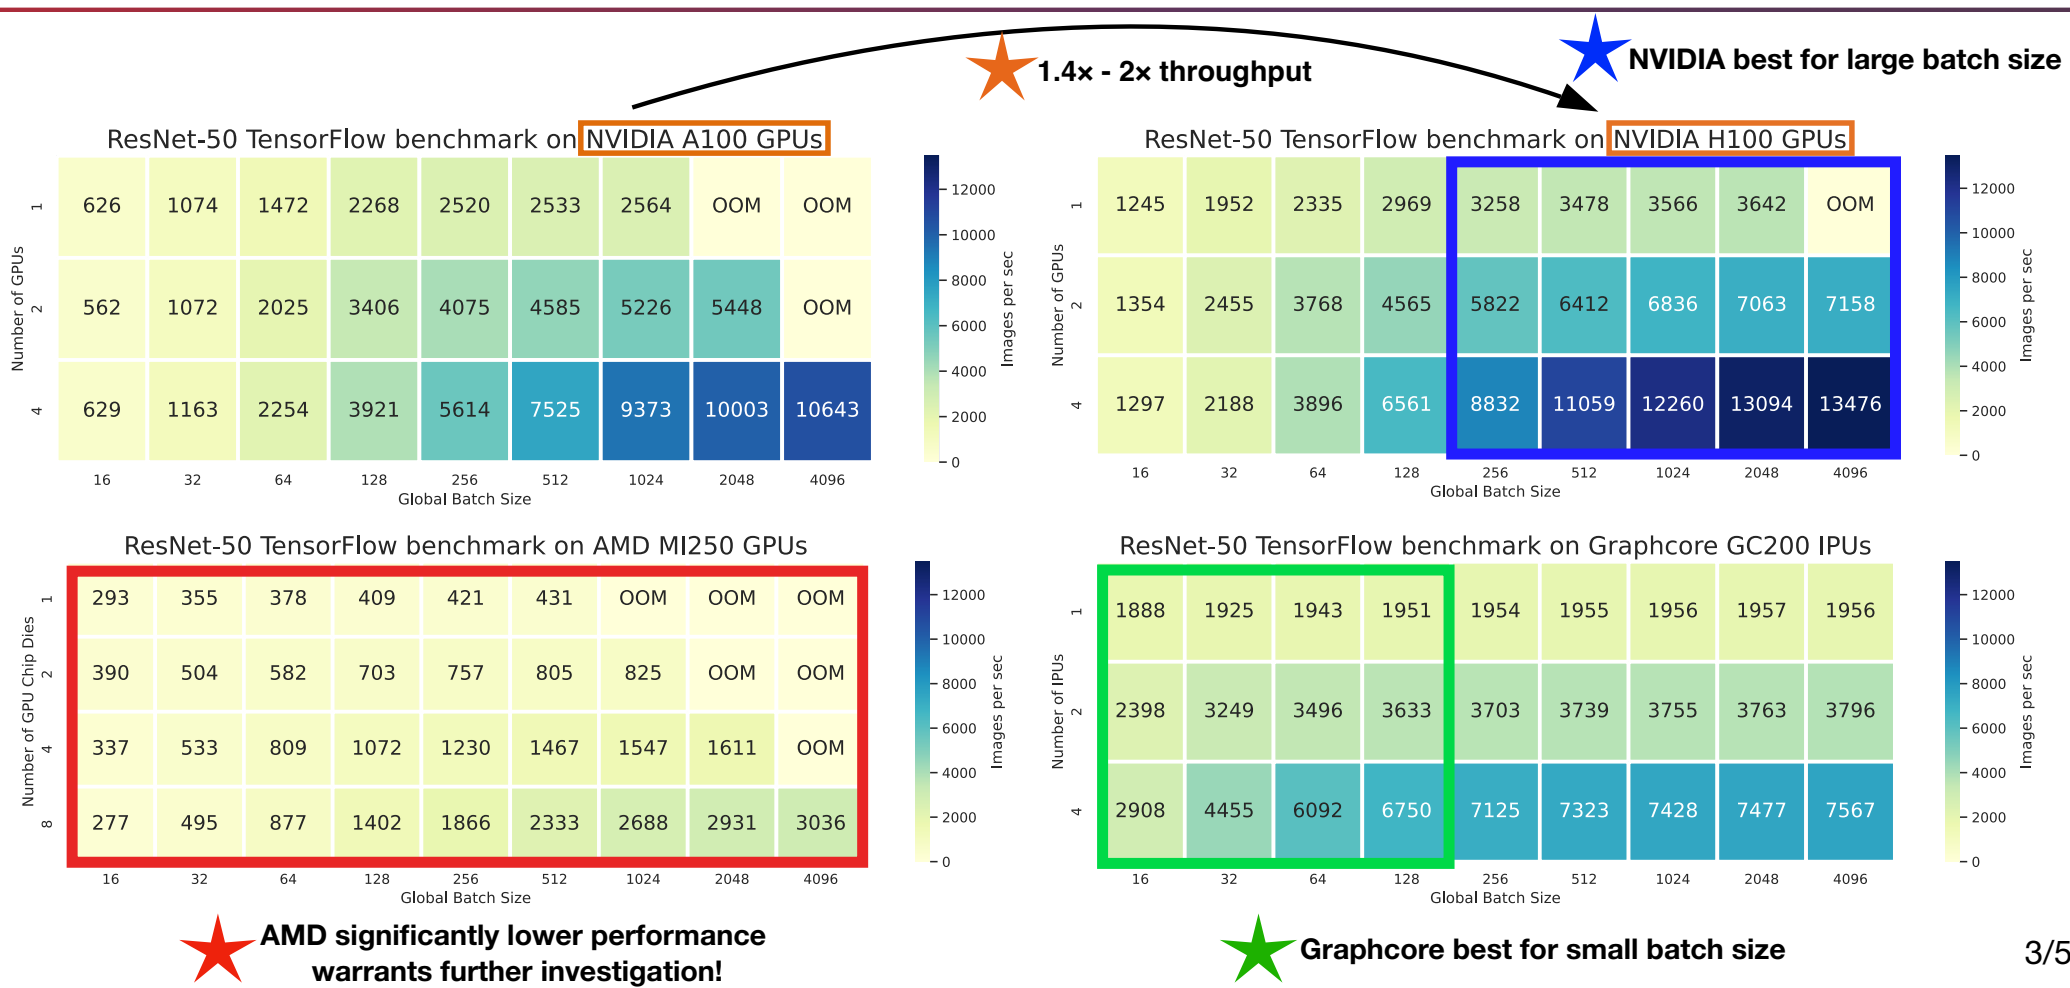 1.4× - 2× throughput
NVIDIA best for large batch size
ResNet-50 TensorFlow benchmark on NVIDIA A100 GPUs
Number of GPUs
1 626 1074 1472 2268 2520 2533 2564 OOM OOM
2 562 1072 2025 3406 4075 4585 5226 5448 OOM
4 629 1163 2254 3921 5614 7525 9373 10003 10643
16 32 64 128 256 512 1024 2048 4096
Global Batch Size
12000
10000
8000
6000
4000
2000
0
Images per sec
ResNet-50 TensorFlow benchmark on NVIDIA H100 GPUs
Number of GPUs
1 1245 1952 2335 2969 3258 3478 3566 3642 OOM
2 1354 2455 3768 4565 5822 6412 6836 7063 7158
4 1297 2188 3896 6561 8832 11059 12260 13094 13476
16 32 64 128 256 512 1024 2048 4096
Global Batch Size
12000
10000
8000
6000
4000
2000
0
Images per sec
ResNet-50 TensorFlow benchmark on AMD MI250 GPUs
Number of GPU Chip Dies
1 293 355 378 409 421 431 OOM OOM OOM
2 390 504 582 703 757 805 825 OOM OOM
4 337 533 809 1072 1230 1467 1547 1611 OOM
8 277 495 877 1402 1866 2333 2688 2931 3036
16 32 64 128 256 512 1024 2048 4096
Global Batch Size
12000
10000
8000
6000
4000
2000
0
Images per sec
ResNet-50 TensorFlow benchmark on Graphcore GC200 IPUs
Number of IPUs
1 1888 1925 1943 1951 1954 1955 1956 1957 1956
2 2398 3249 3496 3633 3703 3739 3755 3763 3796
4 2908 4455 6092 6750 7125 7323 7428 7477 7567
16 32 64 128 256 512 1024 2048 4096
Global Batch Size
12000
10000
8000
6000
4000
2000
0
Images per sec
AMD significantly lower performance
warrants further investigation!
Graphcore best for small batch size
3/5